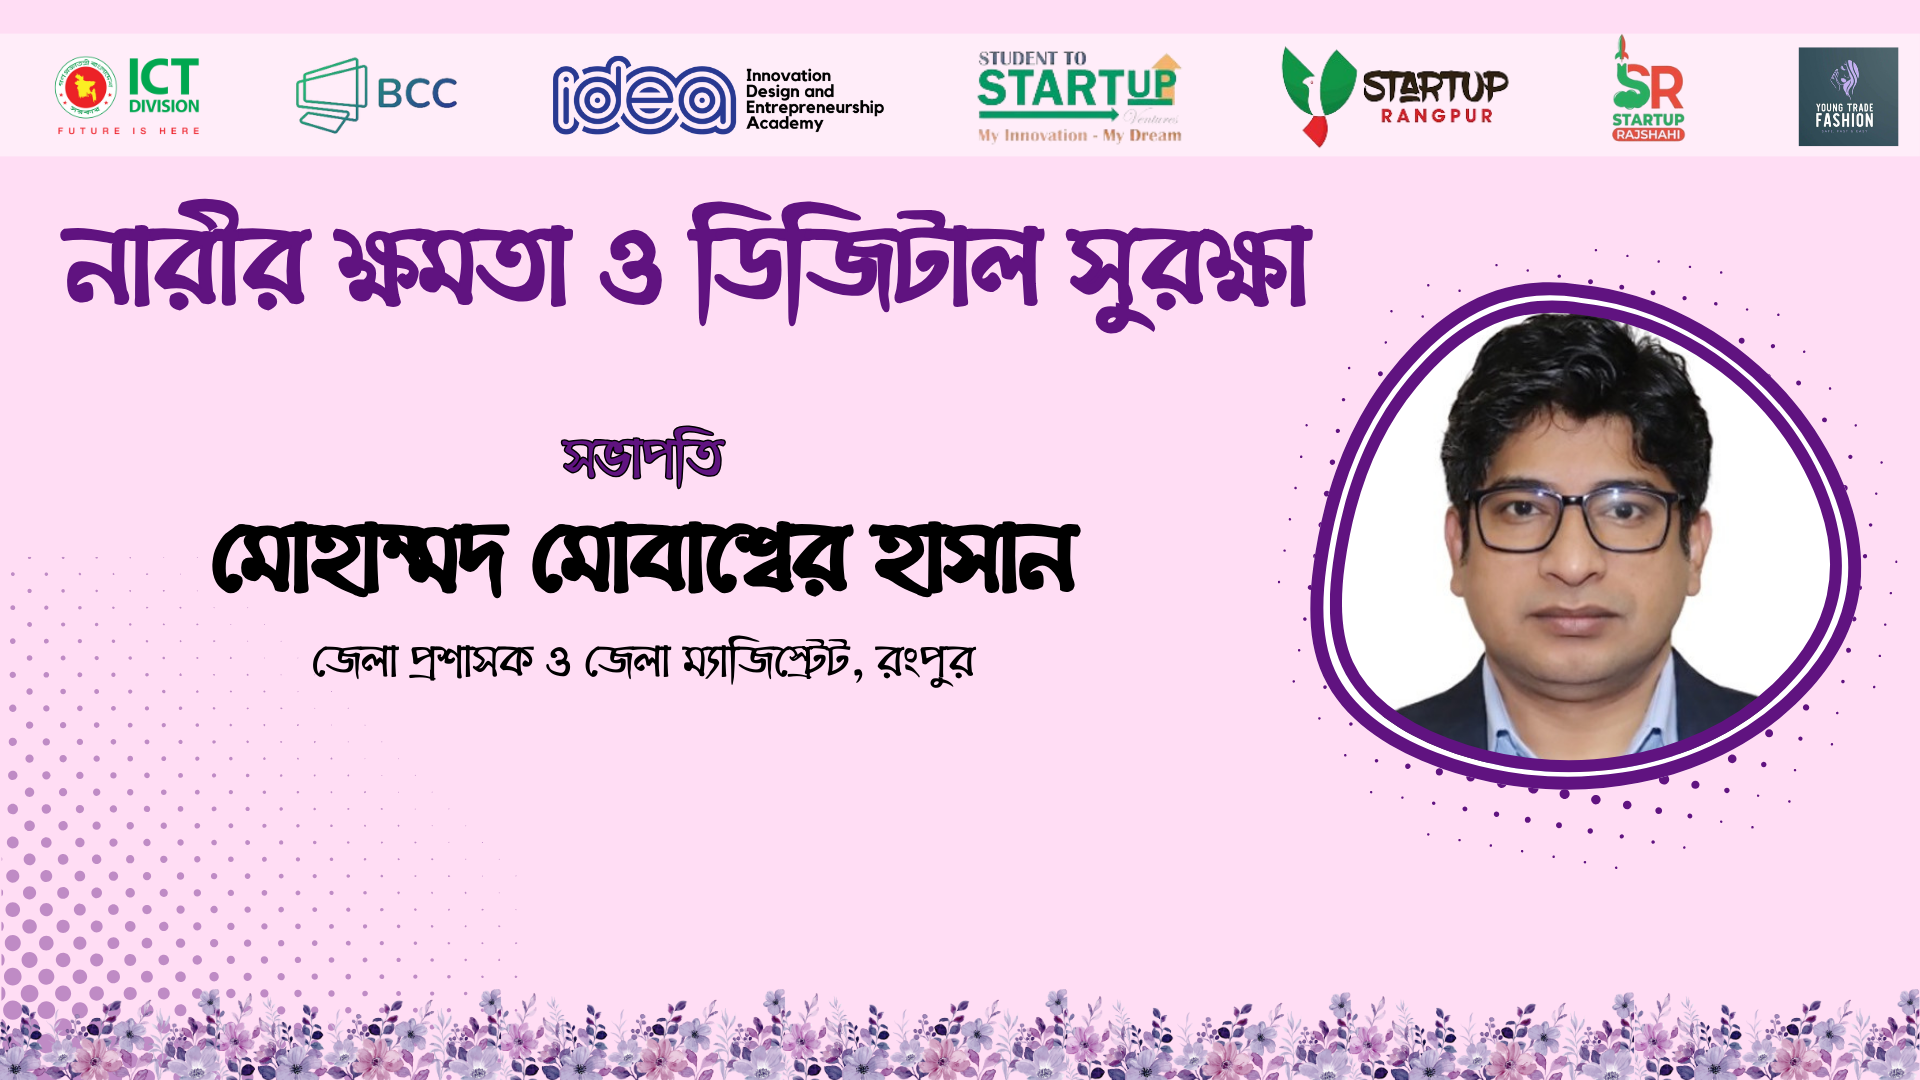 ICT
DIVISION
FUTURE IS HERE
BCC
idea
Innovation
Design and
Entrepreneurship
Academy
STUDENT TO
STARTUP
Ventures
My Innovation - My Dream
STARTUP
RANGPUR
SR
STARTUP
RAJSHAHI
YOUNG TRADE
FASHION
নারীর ক্ষমতা ও ডিজিটাল সুরক্ষা
সভাপতি
মোহাম্মদ মোবাশ্বের হাসান
জেলা প্রশাসক ও জেলা ম্যাজিস্ট্রেট, রংপুর